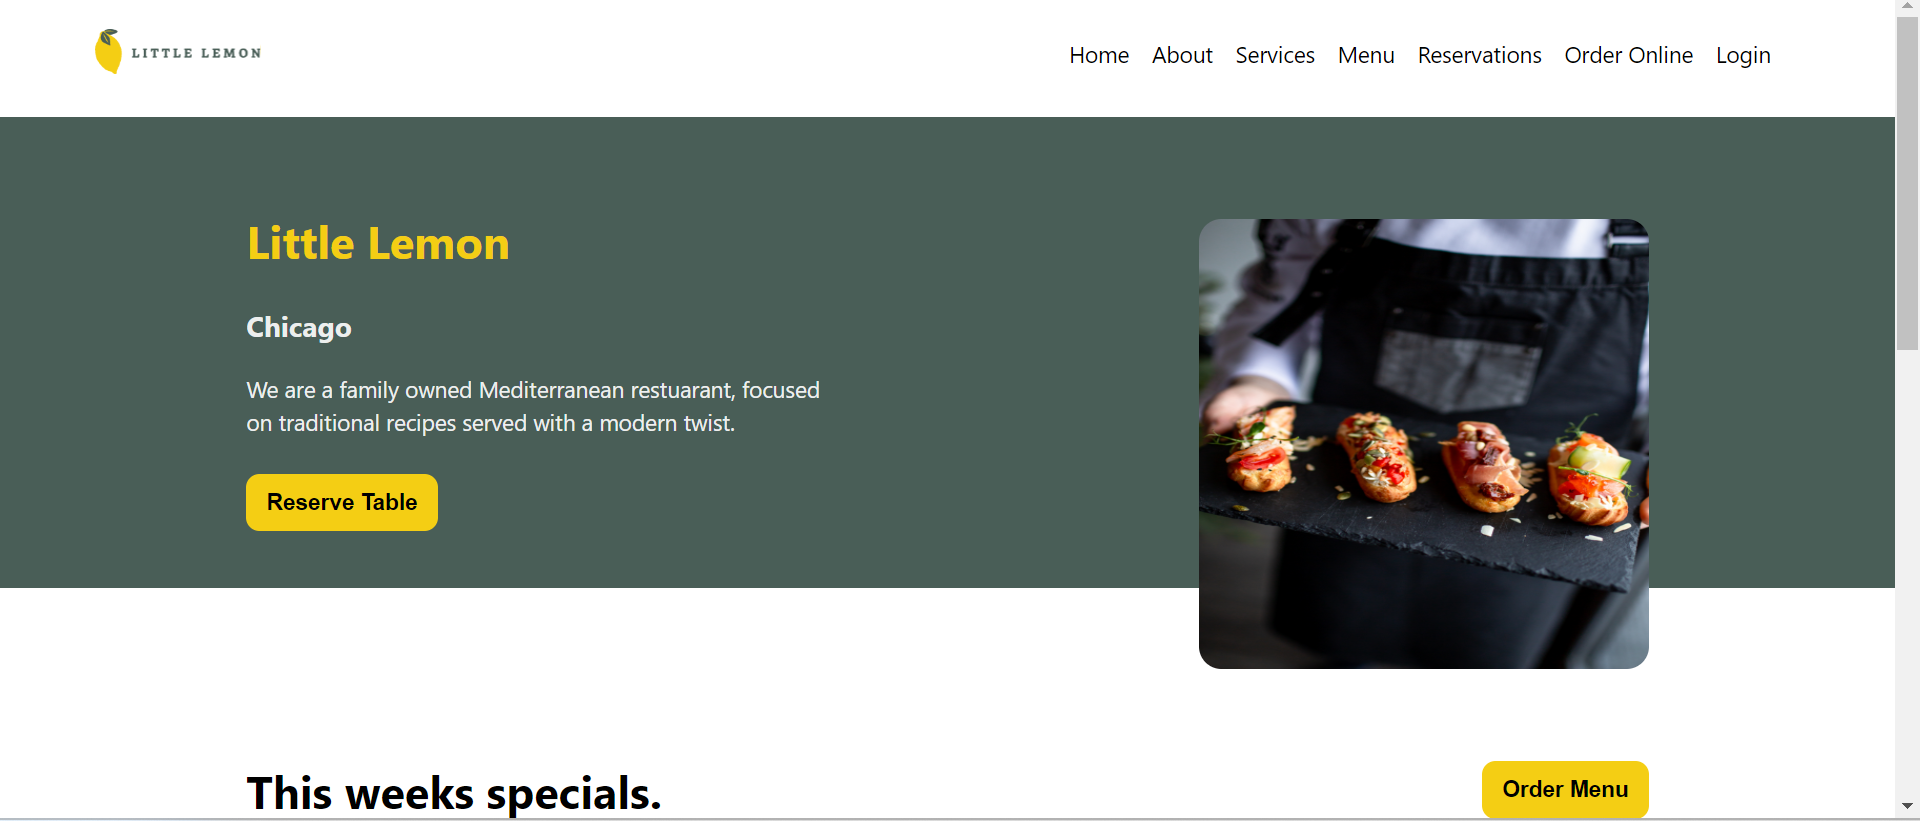 LITTLE LEMON
Home About Services Menu Reservations Order Online Login
Little Lemon
Chicago
We are a family owned Mediterranean restuarant, focused
on traditional recipes served with a modern twist.
Reserve Table
This weeks specials.
Order Menu